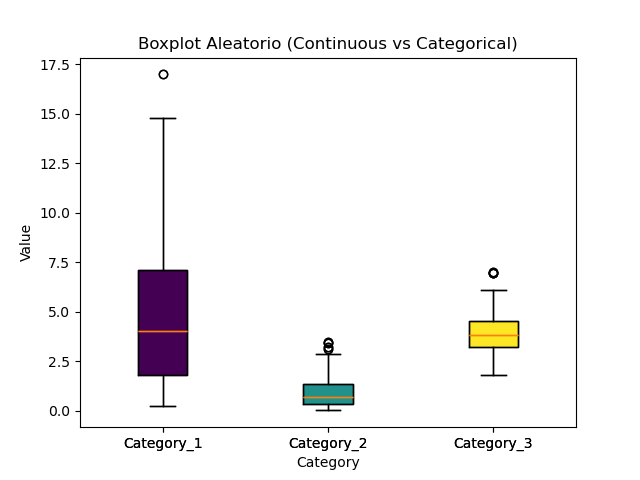 Boxplot Aleatorio (Continuous vs Categorical)
17.5
15.0
12.5
10.0
7.5
5.0
2.5
0.0
Value
Category_1 Category_2 Category_3
Category